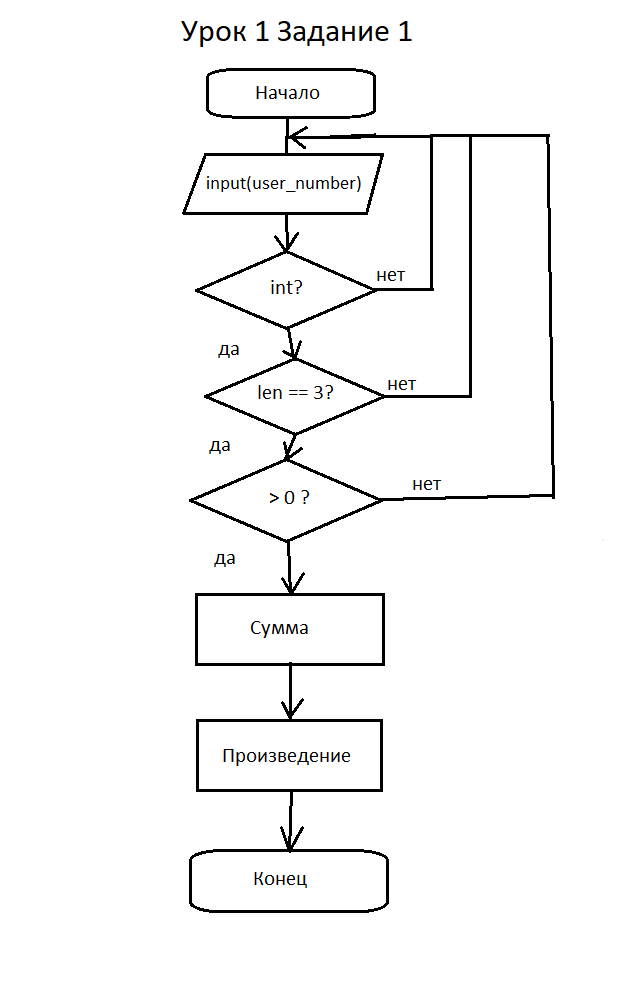 Урок 1 Задание 1
Начало
input(user_number)
int?
нет
да
len == 3?
нет
да
> 0 ?
нет
да
Сумма
Произведение
Конец